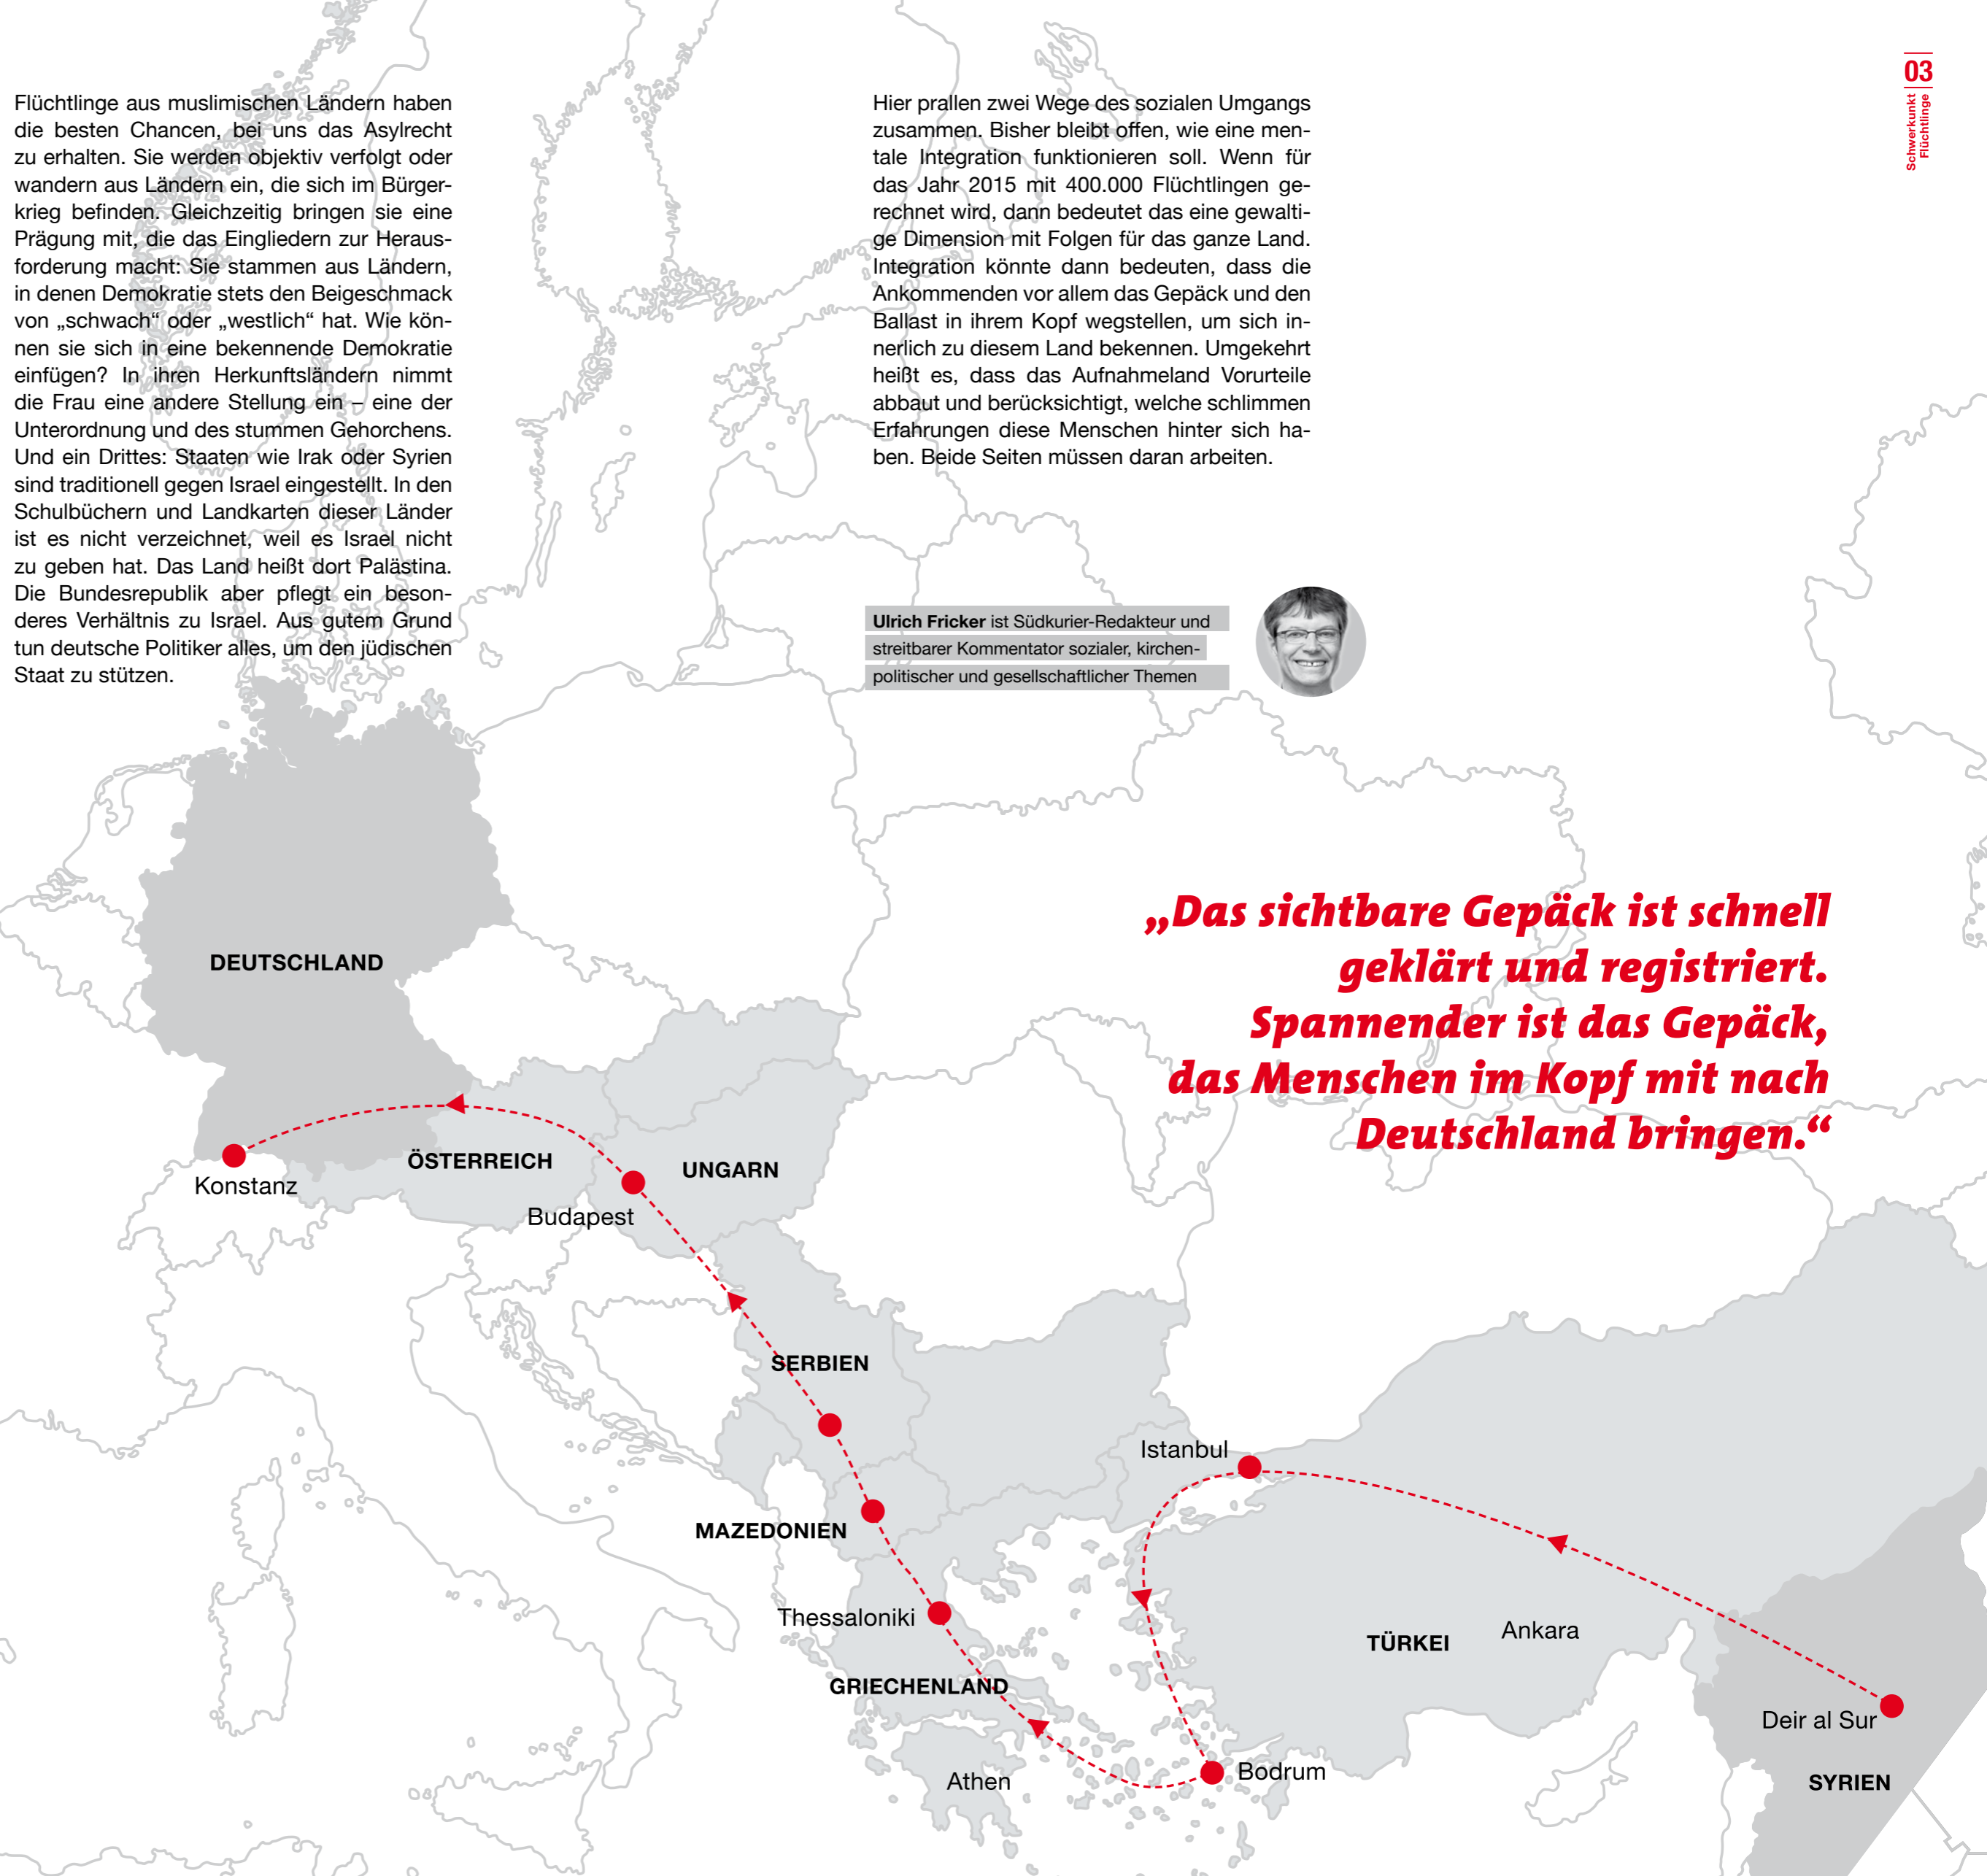 Flüchtlinge aus muslimischen Ländern haben
die besten Chancen, bei uns das Asylrecht
zu erhalten. Sie werden objektiv verfolgt oder
wandern aus Ländern ein, die sich im Bürger-
krieg befinden. Gleichzeitig bringen sie eine
Prägung mit, die das Eingliedern zur Heraus-
forderung macht: Sie stammen aus Ländern,
in denen Demokratie stets den Beigeschmack
von „schwach“ oder „westlich“ hat. Wie kön-
nen sie sich in eine bekennende Demokratie
einfügen? In ihren Herkunftsländern nimmt
die Frau eine andere Stellung ein – eine der
Unterordnung und des stummen Gehorchens.
Und ein Drittes: Staaten wie Irak oder Syrien
sind traditionell gegen Israel eingestellt. In den
Schulbüchern und Landkarten dieser Länder
ist es nicht verzeichnet, weil es Israel nicht
zu geben hat. Das Land heißt dort Palästina.
Die Bundesrepublik aber pflegt ein beson-
deres Verhältnis zu Israel. Aus gutem Grund
tun deutsche Politiker alles, um den jüdischen
Staat zu stützen.
Hier prallen zwei Wege des sozialen Umgangs
zusammen. Bisher bleibt offen, wie eine men-
tale Integration funktionieren soll. Wenn für
das Jahr 2015 mit 400.000 Flüchtlingen ge-
rechnet wird, dann bedeutet das eine gewalti-
ge Dimension mit Folgen für das ganze Land.
Integration könnte dann bedeuten, dass die
Ankommenden vor allem das Gepäck und den
Ballast in ihrem Kopf wegstellen, um sich in-
nerlich zu diesem Land bekennen. Umgekehrt
heißt es, dass das Aufnahmeland Vorurteile
abbaut und berücksichtigt, welche schlimmen
Erfahrungen diese Menschen hinter sich ha-
ben. Beide Seiten müssen daran arbeiten.
Ulrich Fricker ist Südkurier-Redakteur und
streitbarer Kommentator sozialer, kirchen-
politischer und gesellschaftlicher Themen
03
Schwerkunkt
Flüchtlinge
„Das sichtbare Gepäck ist schnell
geklärt und registriert.
Spannender ist das Gepäck,
das Menschen im Kopf mit nach
Deutschland bringen.“
DEUTSCHLAND
ÖSTERREICH
UNGARN
Konstanz
Budapest
SERBIEN
Istanbul
MAZEDONIEN
Thessaloniki
TÜRKEI
Ankara
GRIECHENLAND
Deir al Sur
Athen
Bodrum
SYRIEN